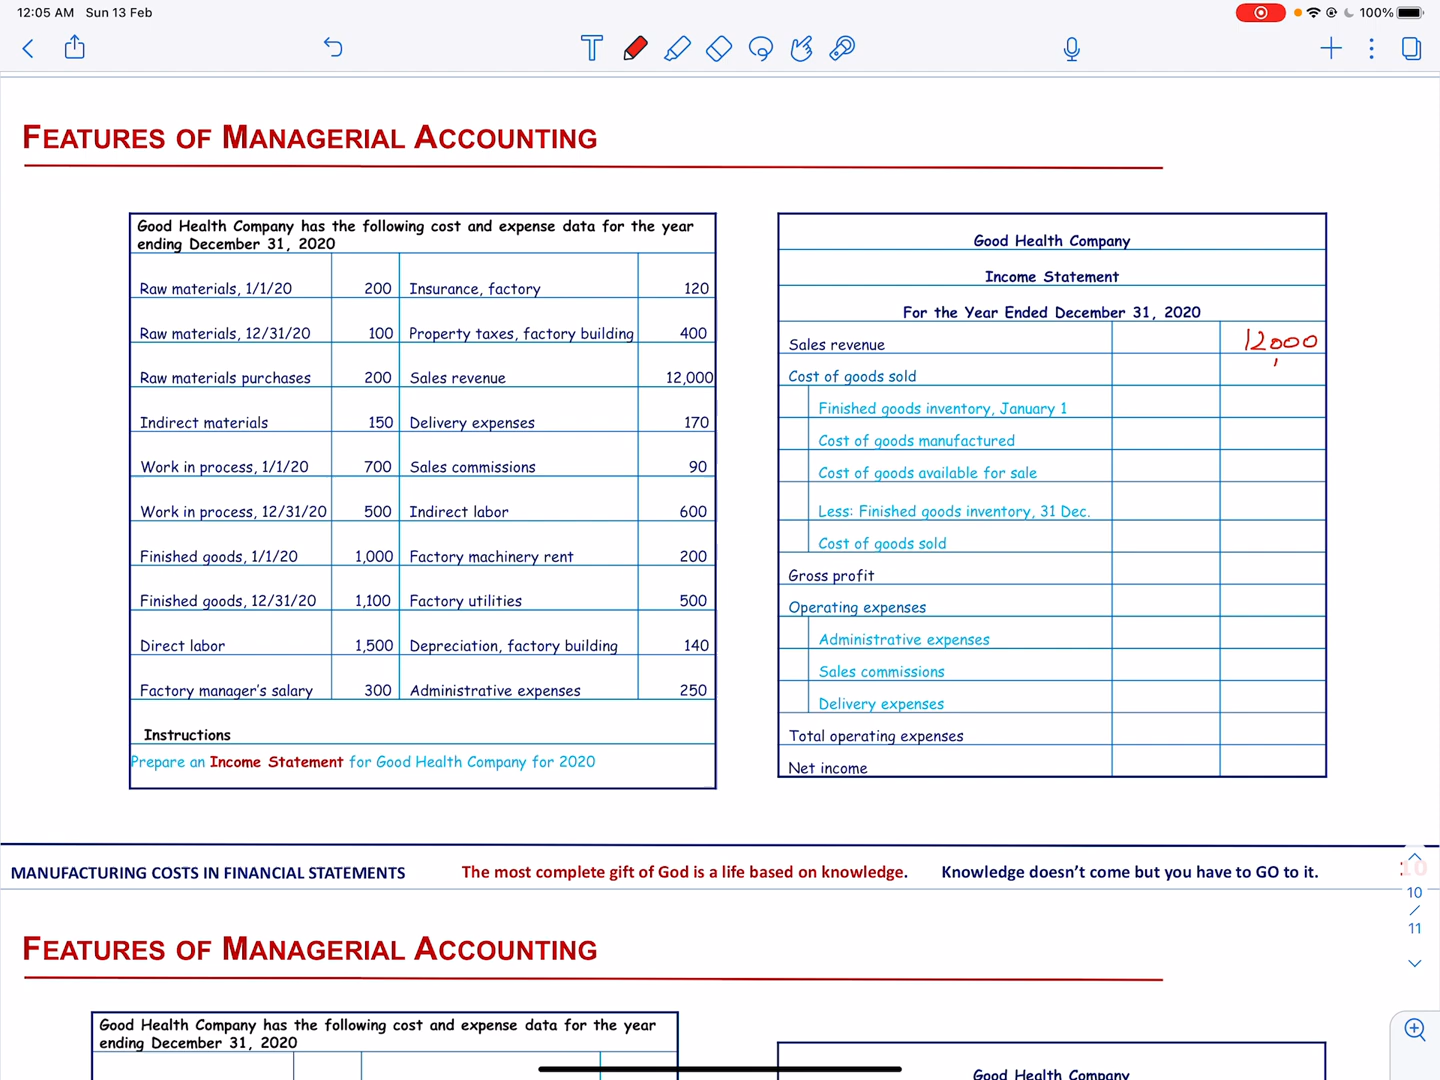 12:05 AM Sun 13 Feb
100%
FEATURES OF MANAGERIAL ACCOUNTING
Good Health Company has the following cost and expense data for the year
ending December 31, 2020
Raw materials, 1/1/20 200 Insurance, factory 120
Raw materials, 12/31/20 100 Property taxes, factory building 400
Raw materials purchases 200 Sales revenue 12,000
Indirect materials 150 Delivery expenses 170
Work in process, 1/1/20 700 Sales commissions 90
Work in process, 12/31/20 500 Indirect labor 600
Finished goods, 1/1/20 1,000 Factory machinery rent 200
Finished goods, 12/31/20 1,100 Factory utilities 500
Direct labor 1,500 Depreciation, factory building 140
Factory manager's salary 300 Administrative expenses 250
Instructions
Prepare an Income Statement for Good Health Company for 2020
Good Health Company
Income Statement
For the Year Ended December 31, 2020
Sales revenue 12,000
Cost of goods sold
Finished goods inventory, January 1
Cost of goods manufactured
Cost of goods available for sale
Less: Finished goods inventory, 31 Dec.
Cost of goods sold
Gross profit
Operating expenses
Administrative expenses
Sales commissions
Delivery expenses
Total operating expenses
Net income
MANUFACTURING COSTS IN FINANCIAL STATEMENTS The most complete gift of God is a life based on knowledge. Knowledge doesn't come but you have to GO to it. 10
10
/
11
FEATURES OF MANAGERIAL ACCOUNTING
Good Health Company has the following cost and expense data for the year
ending December 31, 2020
Good Health Company